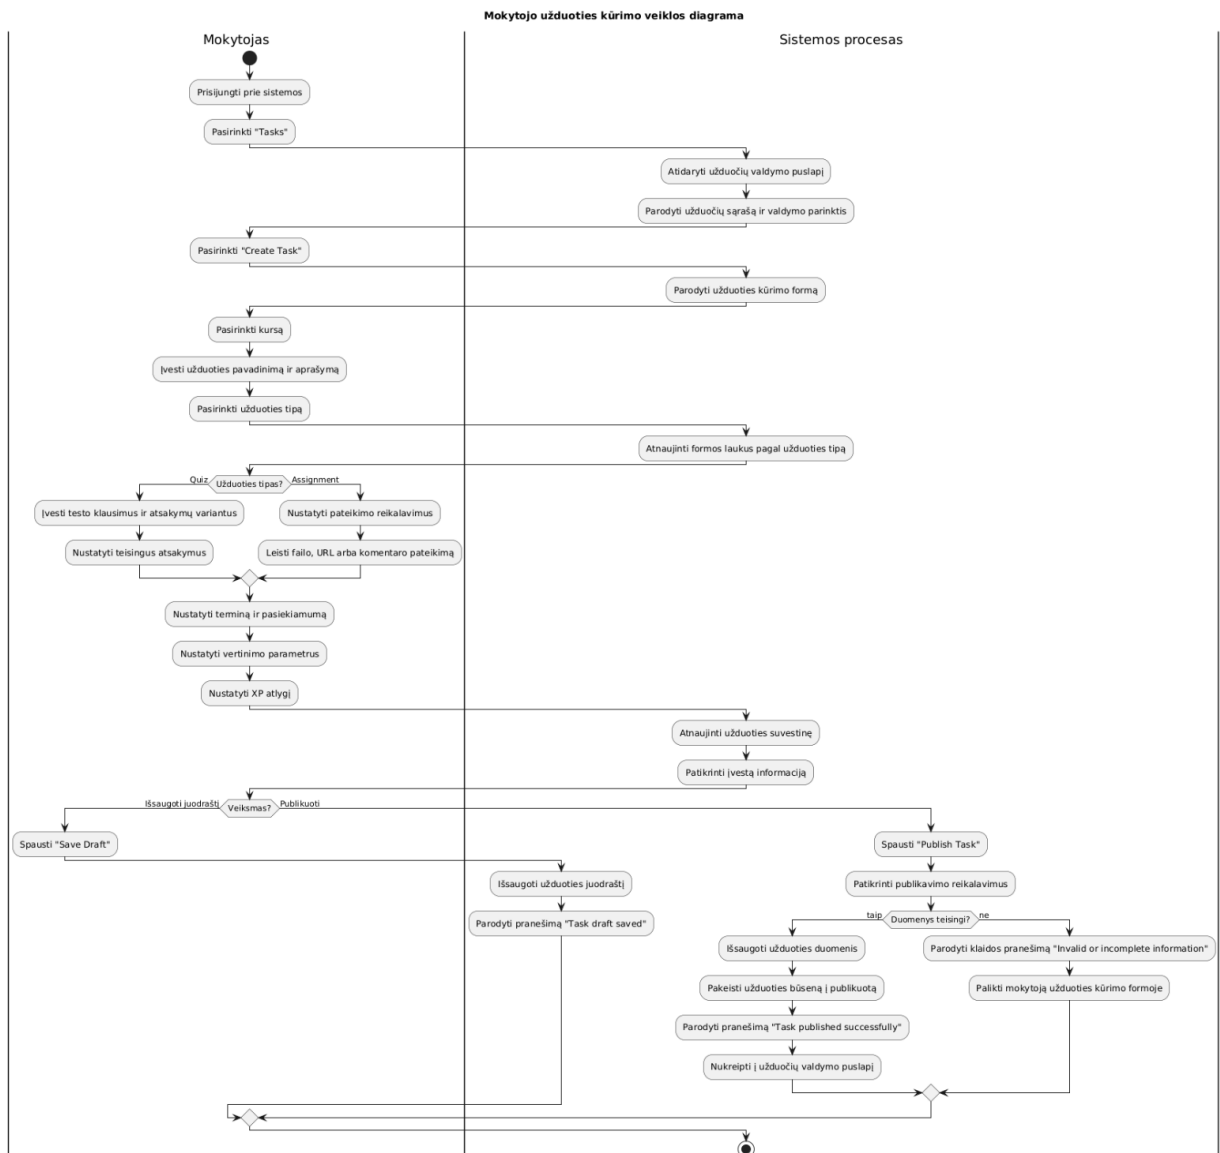 Mokytojo užduoties kūrimo veiklos diagrama
Mokytojas
Sistemos procesas
Prisijungti prie sistemos
Pasirinkti "Tasks"
Atidaryti užduočių valdymo puslapį
Parodyti užduočių sąrašą ir valdymo parinktis
Pasirinkti "Create Task"
Parodyti užduoties kūrimo formą
Pasirinkti kursą
Įvesti užduoties pavadinimą ir aprašymą
Pasirinkti užduoties tipą
Atnaujinti formos laukus pagal užduoties tipą
Quiz
Užduoties tipas?
Assignment
Įvesti testo klausimus ir atsakymų variantus
Nustatyti pateikimo reikalavimus
Nustatyti teisingus atsakymus
Leisti failo, URL arba komentaro pateikimą
Nustatyti terminą ir pasiekiamumą
Nustatyti vertinimo parametrus
Nustatyti XP atlygį
Atnaujinti užduoties suvestinę
Patikrinti įvestą informaciją
Išsaugoti juodraštį
Veiksmas?
Publikuoti
Spausti "Save Draft"
Spausti "Publish Task"
Išsaugoti užduoties juodraštį
Patikrinti publikavimo reikalavimus
Parodyti pranešimą "Task draft saved"
taip
Duomenys teisingi?
ne
Išsaugoti užduoties duomenis
Parodyti klaidos pranešimą "Invalid or incomplete information"
Pakeisti užduoties būseną į publikuotą
Palikti mokytoją užduoties kūrimo formoje
Parodyti pranešimą "Task published successfully"
Nukreipti į užduočių valdymo puslapį